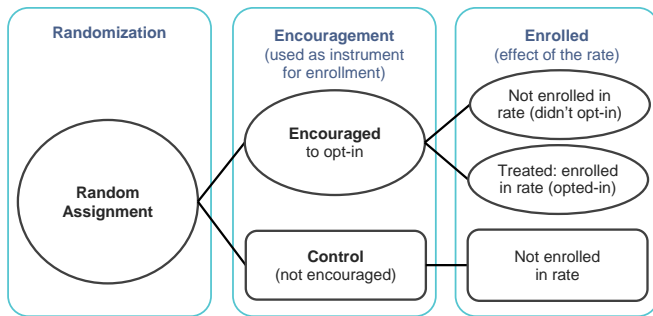 Randomization
Encouragement
(used as instrument
for enrollment)
Enrolled
(effect of the rate)
Random
Assignment
Encouraged
to opt-in
Control
(not encouraged)
Not enrolled in
rate (didn't opt-in)
Treated: enrolled
in rate (opted-in)
Not enrolled
in rate